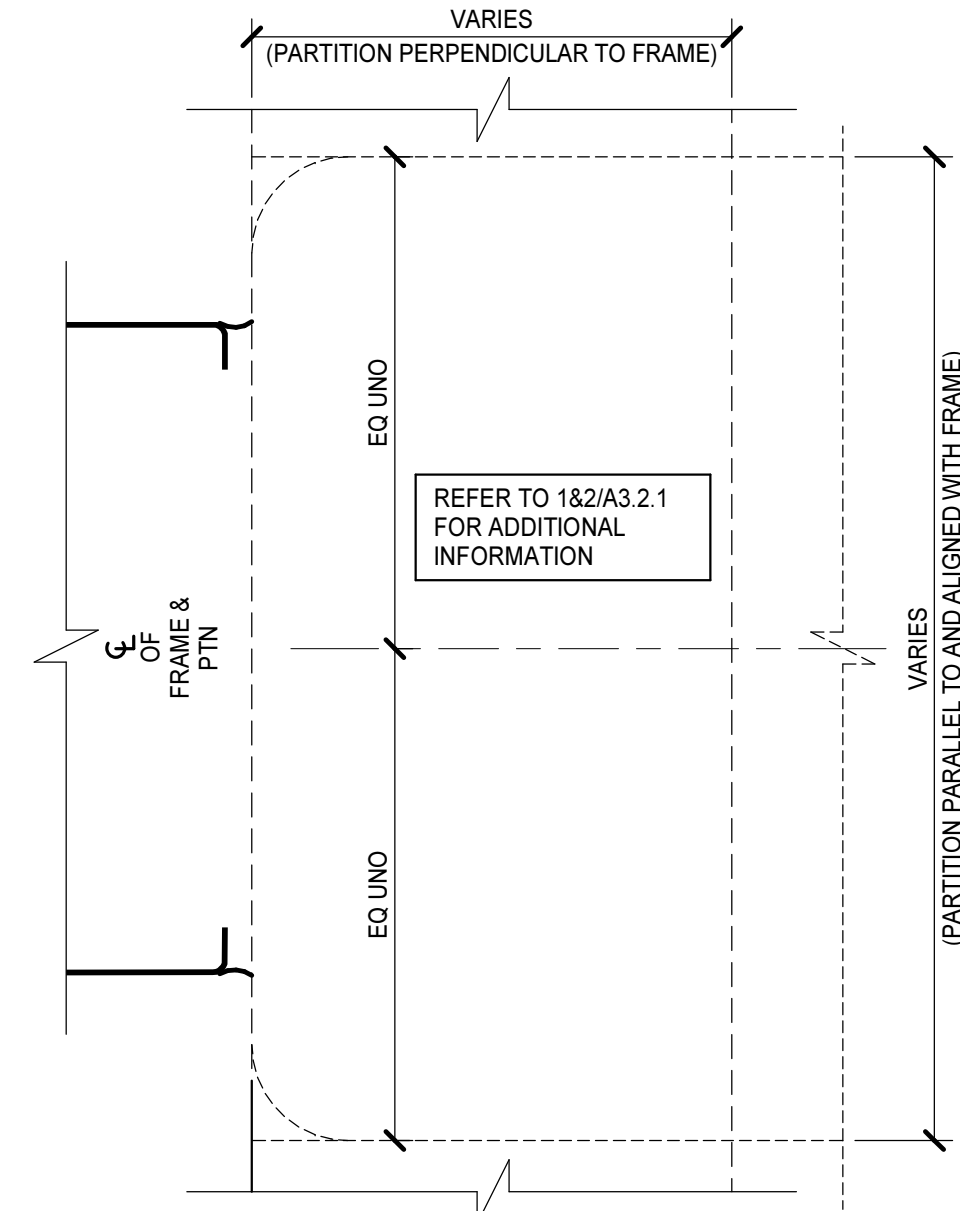 VARIES
(PARTITION PERPENDICULAR TO FRAME)
EQ UNO
REFER TO 1&2/A3.2.1
FOR ADDITIONAL
INFORMATION
℄
OF
FRAME &
PTN
EQ UNO
VARIES
(PARTITION PARALLEL TO AND ALIGNED WITH FRAME)